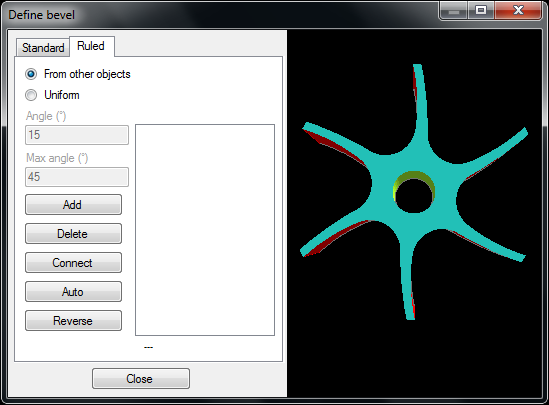 Define bevel
Standard Ruled
From other objects
Uniform
Angle (°)
15
Max angle (°)
45
Add
Delete
Connect
Auto
Reverse
---
Close